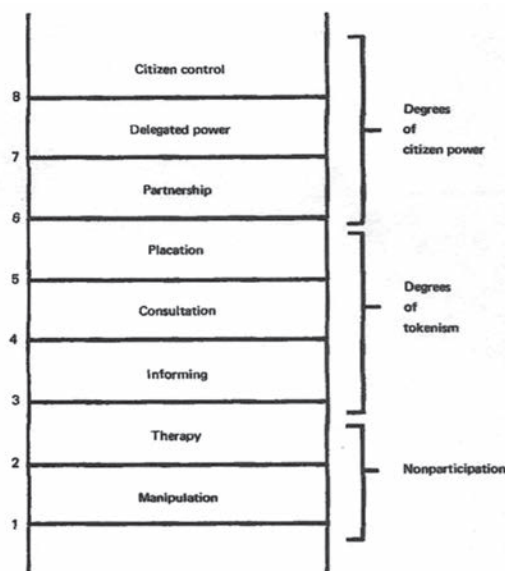 Citizen control
8
Delegated power
7
Partnership
6
Placation
5
Consultation
4
Informing
3
Therapy
2
Manipulation
1
Degrees
of
citizen power
Degrees
of
tokenism
Nonparticipation